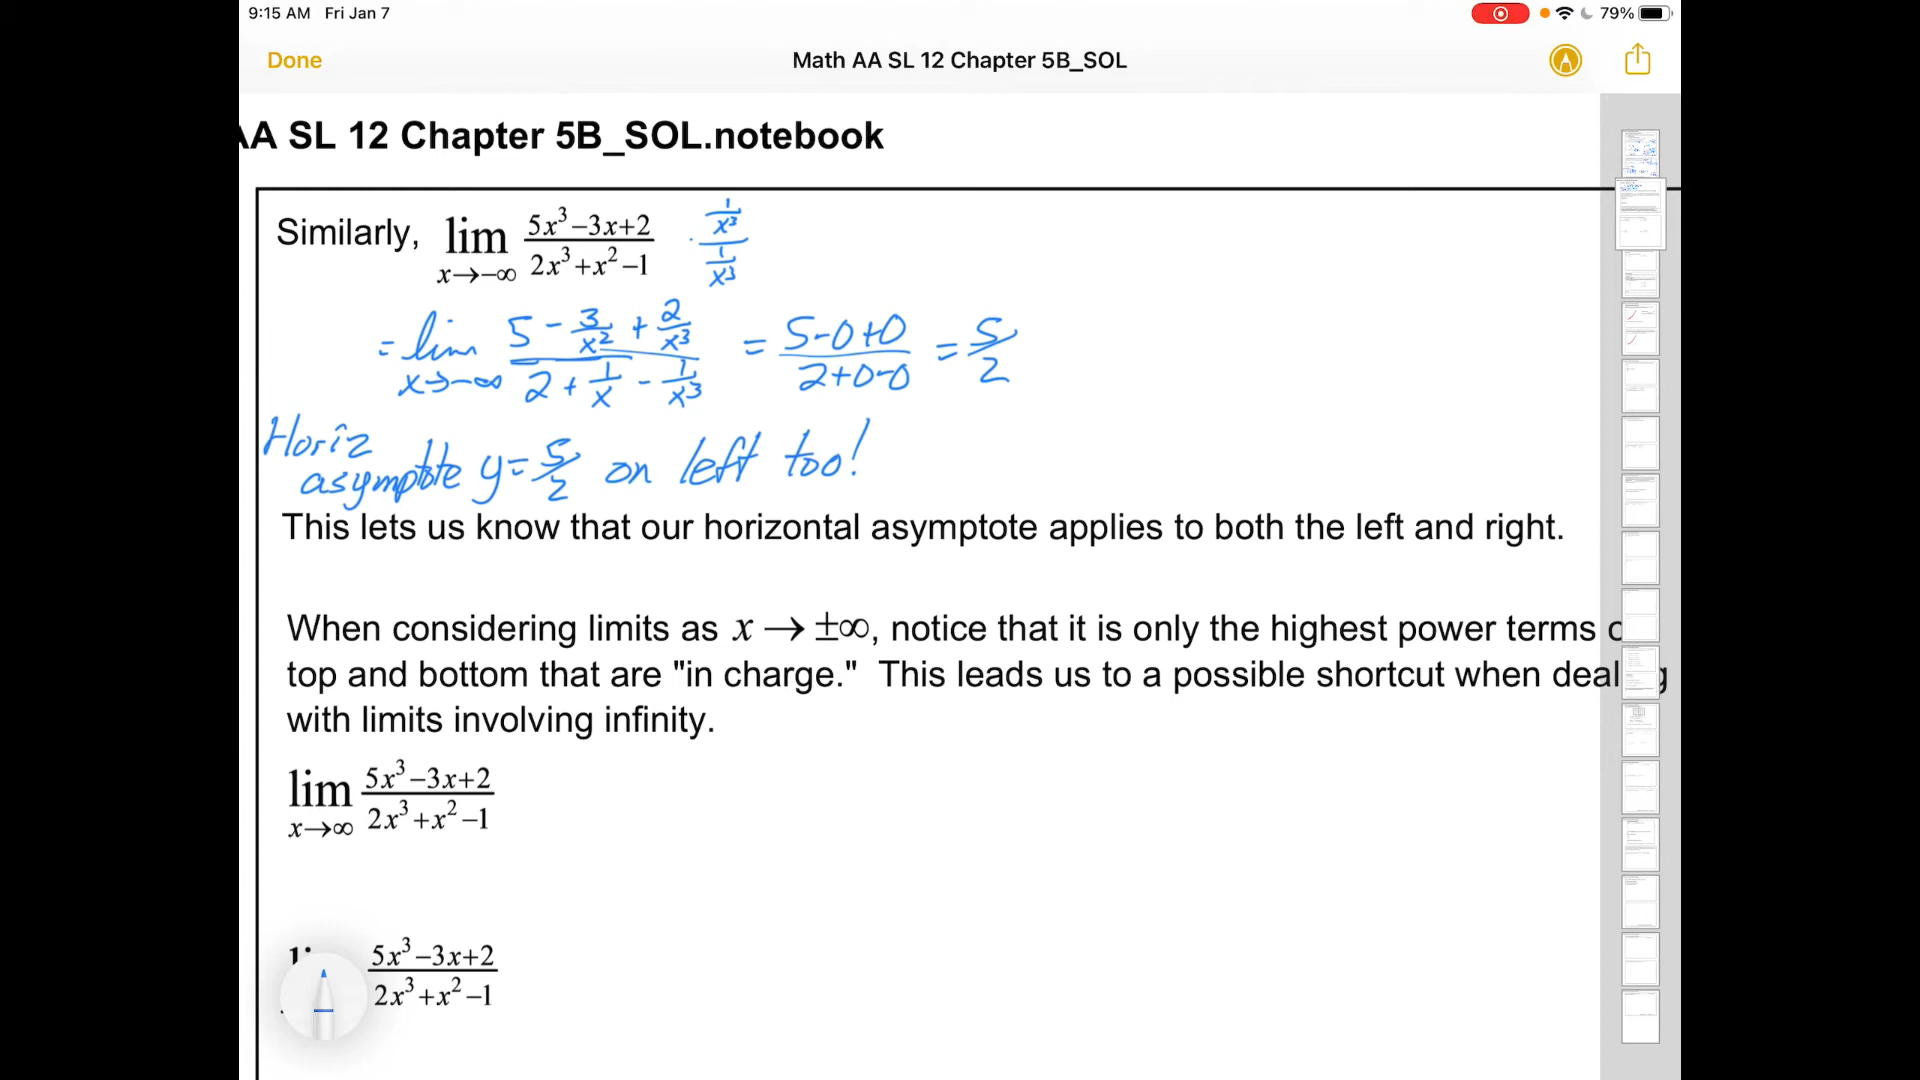 9:15 AM Fri Jan 7
79%
Done
Math AA SL 12 Chapter 5B_SOL
AA SL 12 Chapter 5B_SOL.notebook
Similarly, lim x→-∞ (5x³-3x+2)/(2x³+x²-1) · (1/x³)/(1/x³)
= lim x→-∞ (5 - 3/x² + 2/x³)/(2 + 1/x - 1/x³) = (5-0+0)/(2+0-0) = 5/2
Horiz
asymptote y = 5/2 on left too!
This lets us know that our horizontal asymptote applies to both the left and right.
When considering limits as x → ±∞, notice that it is only the highest power terms
top and bottom that are "in charge." This leads us to a possible shortcut when
with limits involving infinity.
lim x→∞ (5x³-3x+2)/(2x³+x²-1)
(5x³-3x+2)/(2x³+x²-1)